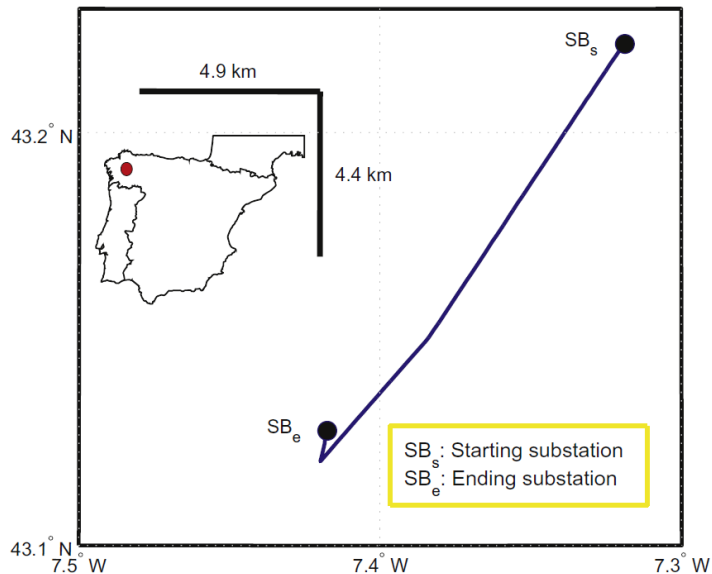 SBs
4.9 km
43.2° N
4.4 km
SBe
SBs: Starting substation
SBe: Ending substation
43.1° N
7.5° W
7.4° W
7.3° W